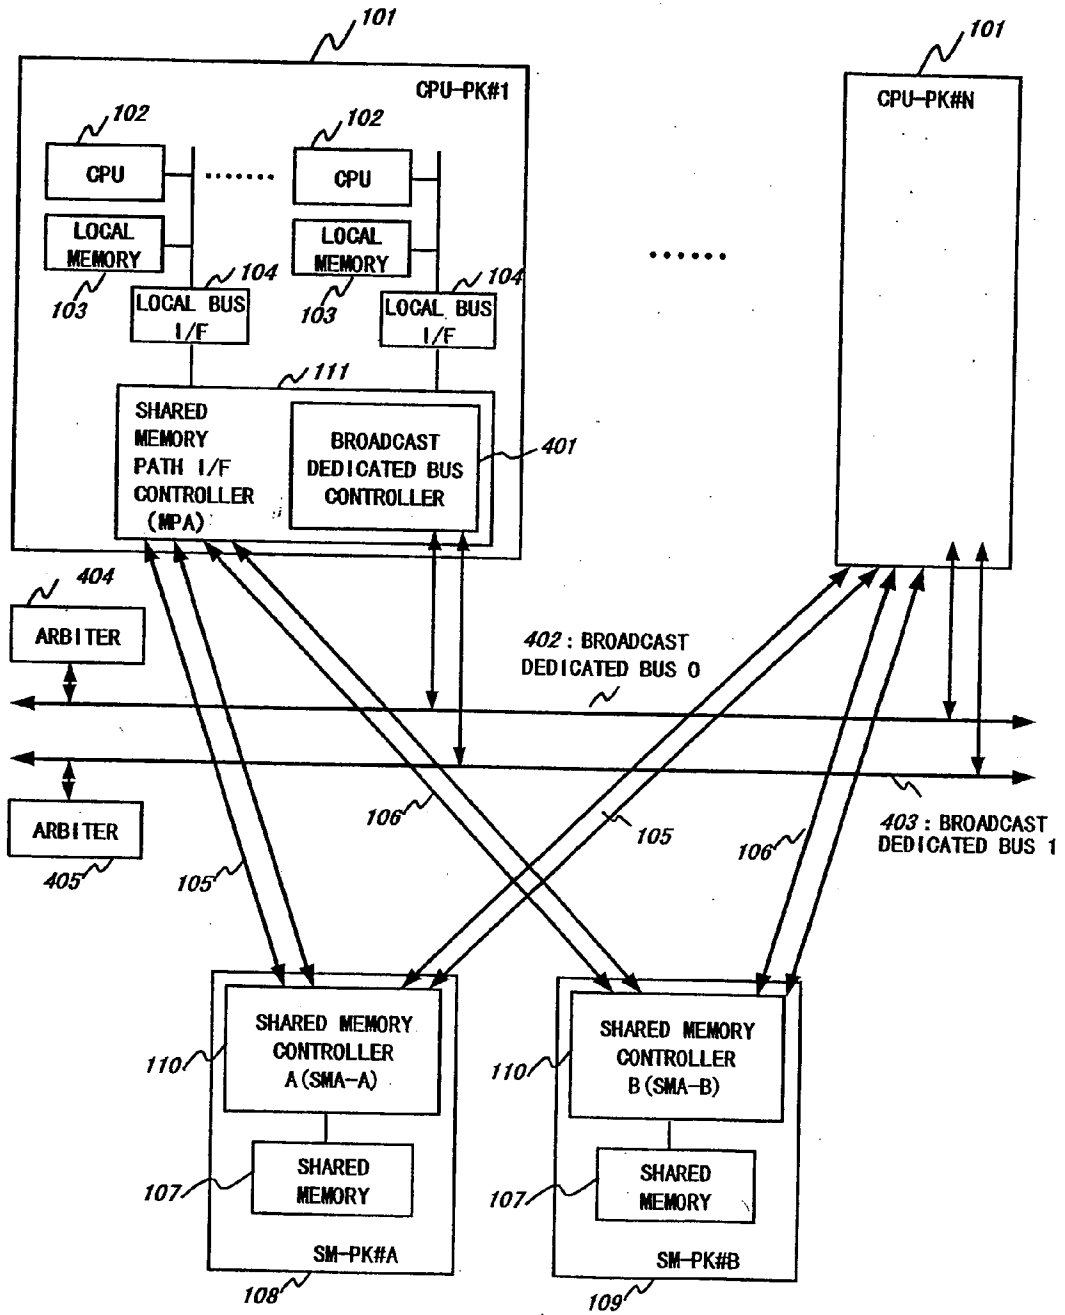 101
101
CPU-PK#1
CPU-PK#N
102
102
CPU
........
CPU
LOCAL
MEMORY
LOCAL
MEMORY
.......
104
104
103
103
LOCAL BUS
I/F
LOCAL BUS
I/F
111
SHARED
MEMORY
PATH I/F
CONTROLLER
(MPA)
BROADCAST
DEDICATED BUS
CONTROLLER
401
404
ARBITER
402: BROADCAST
DEDICATED BUS 0
ARBITER
405
106
105
403: BROADCAST
DEDICATED BUS 1
106
105
SHARED MEMORY
CONTROLLER
A(SMA-A)
110
SHARED MEMORY
CONTROLLER
B(SMA-B)
110
SHARED
MEMORY
107
SHARED
MEMORY
107
SM-PK#A
SM-PK#B
108
109